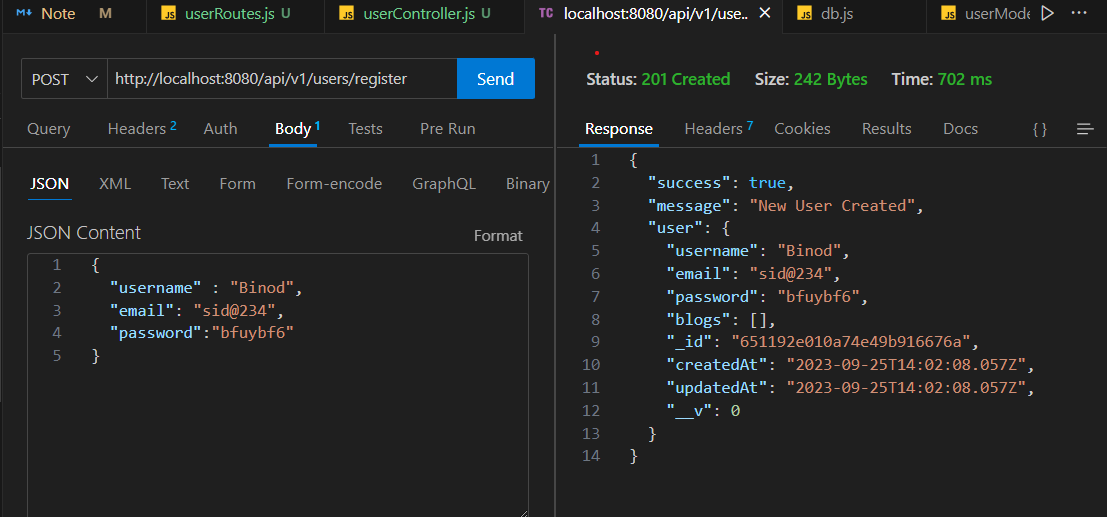 Note M
JS userRoutes.js U
JS userController.js U
TC localhost:8080/api/v1/use..
JS db.js
JS userMode
POST http://localhost:8080/api/v1/users/register Send
Query Headers 2 Auth Body 1 Tests Pre Run
JSON XML Text Form Form-encode GraphQL Binary
JSON Content Format
1 {
2 "username" : "Binod",
3 "email": "sid@234",
4 "password":"bfuybf6"
5 }
Status: 201 Created Size: 242 Bytes Time: 702 ms
Response Headers 7 Cookies Results Docs { }
1 {
2 "success": true,
3 "message": "New User Created",
4 "user": {
5 "username": "Binod",
6 "email": "sid@234",
7 "password": "bfuybf6",
8 "blogs": [],
9 "_id": "651192e010a74e49b916676a",
10 "createdAt": "2023-09-25T14:02:08.057Z",
11 "updatedAt": "2023-09-25T14:02:08.057Z",
12 "__v": 0
13 }
14 }